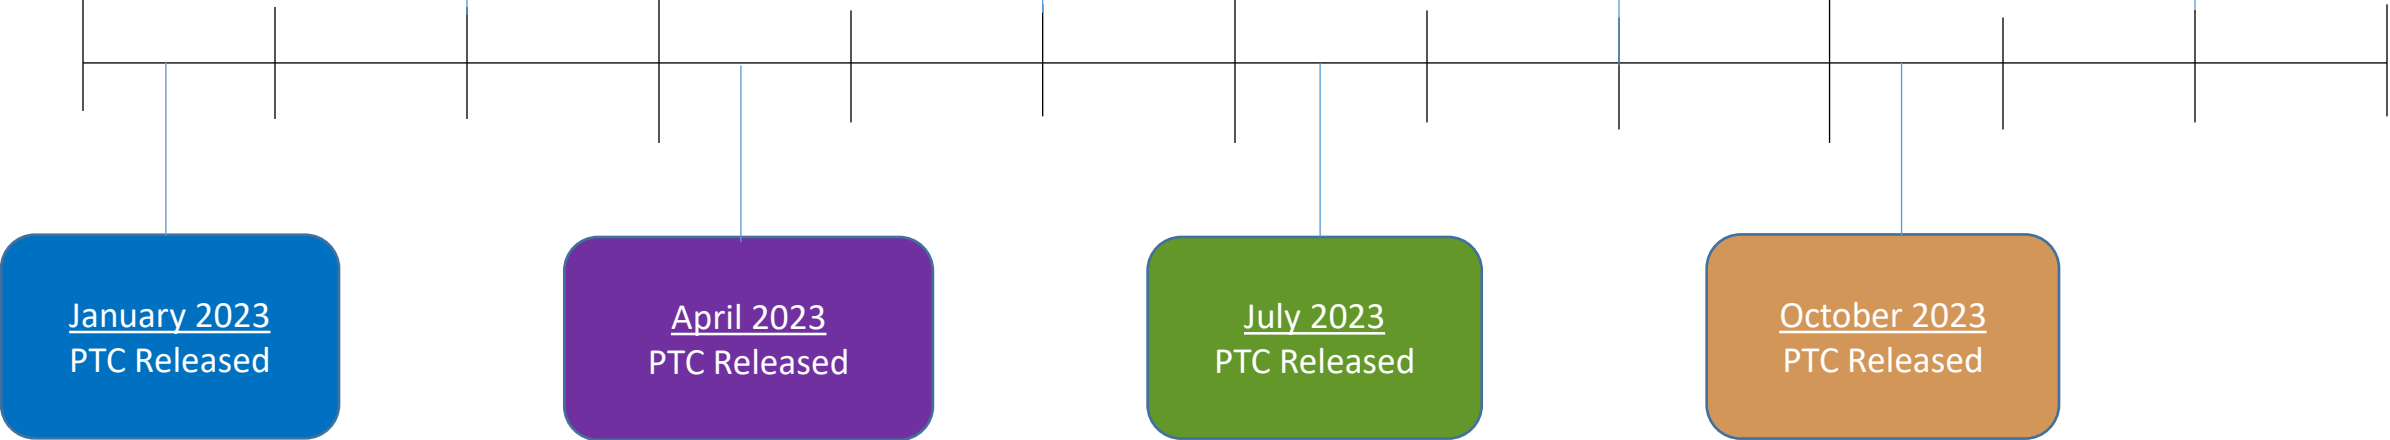 January 2023
PTC Released
April 2023
PTC Released
July 2023
PTC Released
October 2023
PTC Released